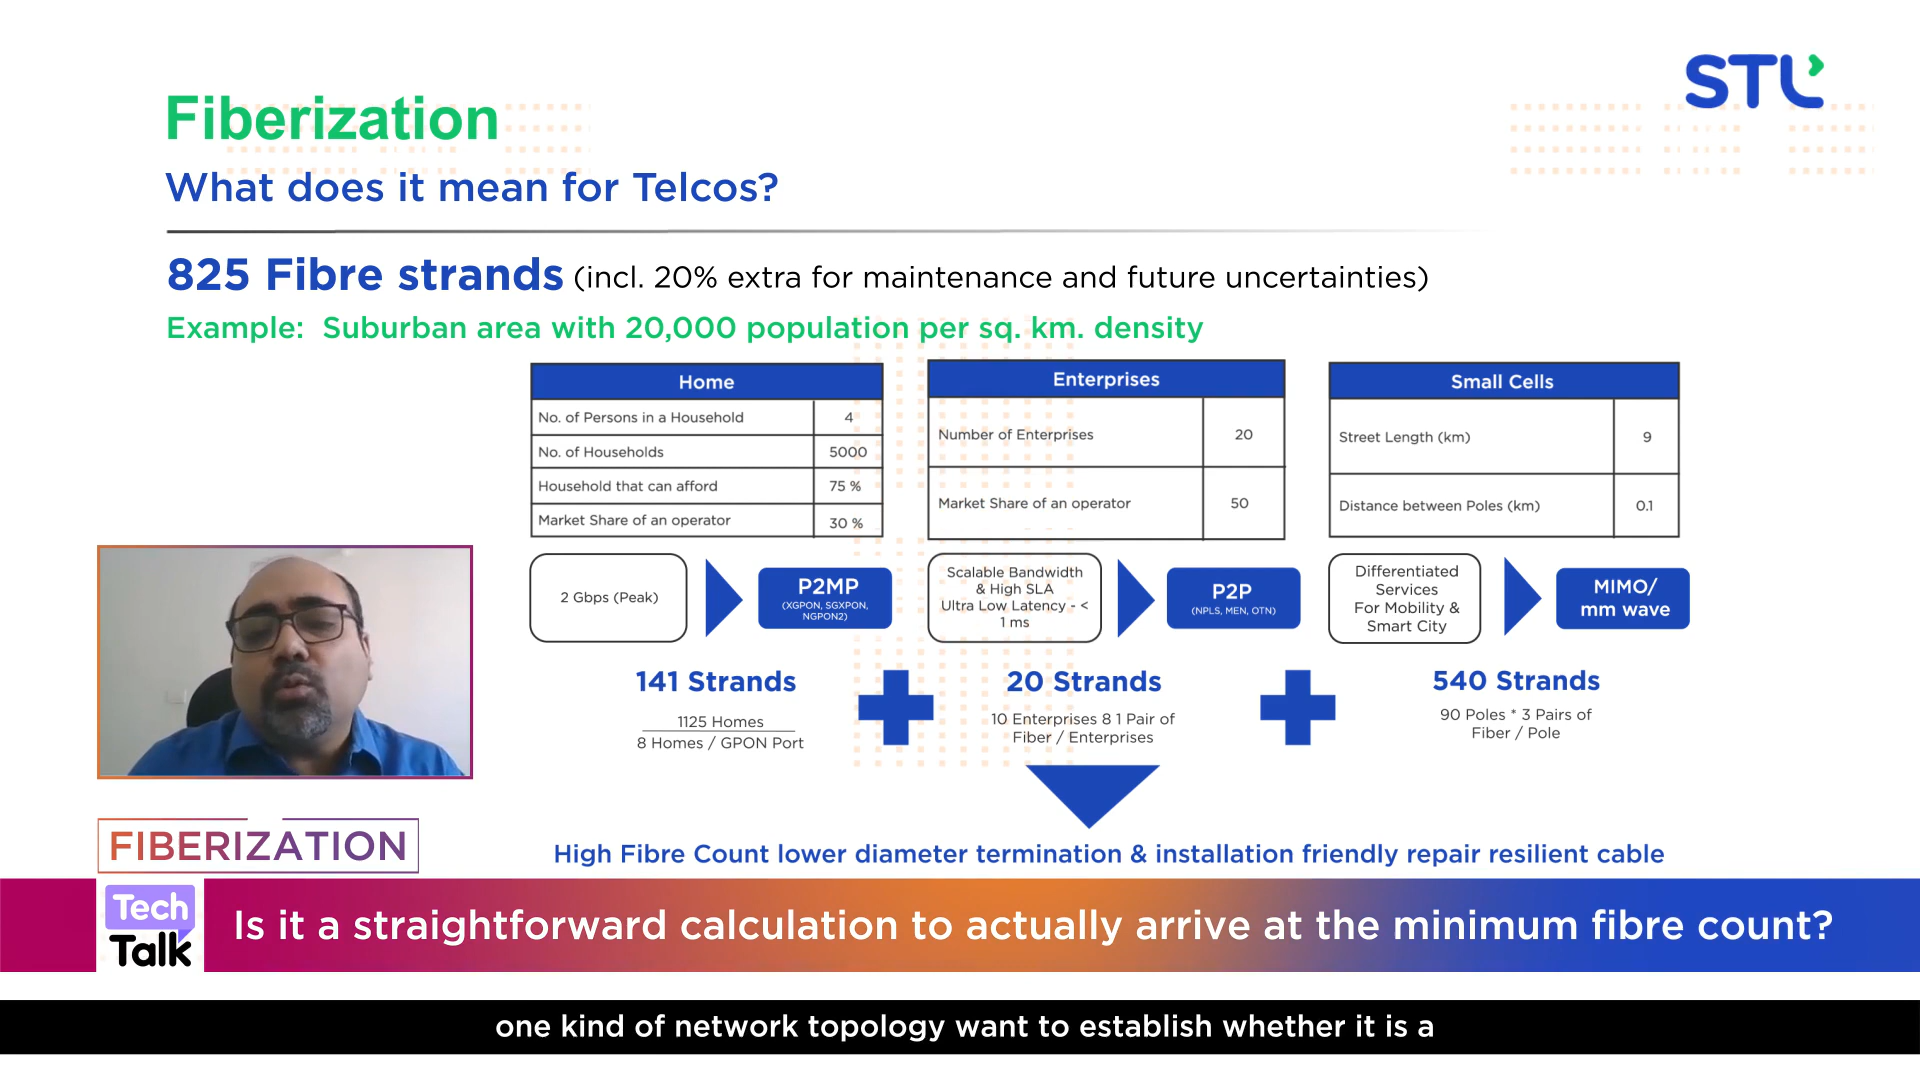 STL
Fiberization
What does it mean for Telcos?
825 Fibre strands (incl. 20% extra for maintenance and future uncertainties)
Example: Suburban area with 20,000 population per sq. km. density
Home
No. of Persons in a Household 4
No. of Households 5000
Household that can afford 75 %
Market Share of an operator 30 %
Enterprises
Number of Enterprises 20
Market Share of an operator 50
Small Cells
Street Length (km) 9
Distance between Poles (km) 0.1
2 Gbps (Peak)
P2MP
(XGPON, SGXPON,
NGPON2)
Scalable Bandwidth
& High SLA
Ultra Low Latency - <
1 ms
P2P
(NPLS, MEN, OTN)
Differentiated
Services
For Mobility &
Smart City
MIMO/
mm wave
141 Strands
1125 Homes
8 Homes / GPON Port
20 Strands
10 Enterprises 8 1 Pair of
Fiber / Enterprises
540 Strands
90 Poles * 3 Pairs of
Fiber / Pole
High Fibre Count lower diameter termination & installation friendly repair resilient cable
FIBERIZATION
Tech
Talk
Is it a straightforward calculation to actually arrive at the minimum fibre count?
one kind of network topology want to establish whether it is a